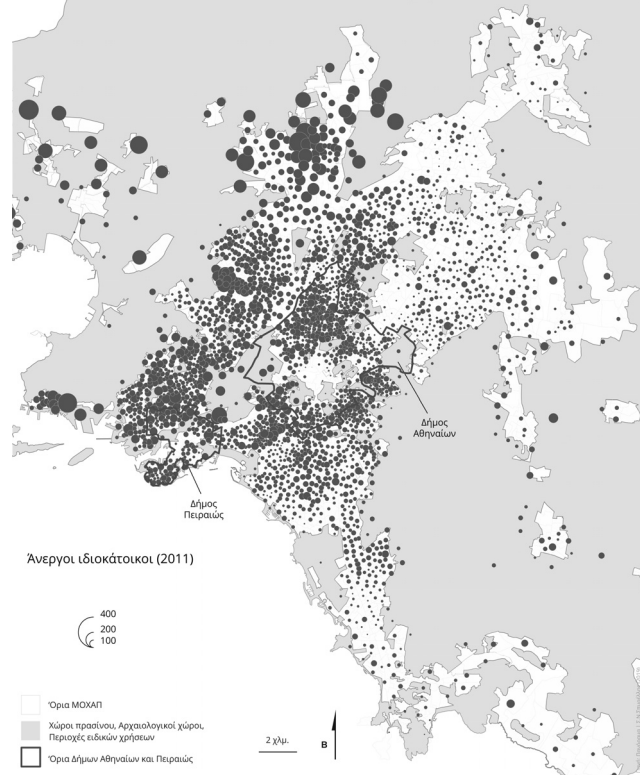 Δήμος
Αθηναίων
Δήμος
Πειραιώς
Άνεργοι ιδιοκάτοικοι (2011)
400
200
100
Όρια ΜΟΧΑΠ
Χώροι πρασίνου, Αρχαιολογικοί χώροι,
Περιοχές ειδικών χρήσεων
Όρια Δήμων Αθηναίων και Πειραιώς
2 χλμ.
Β